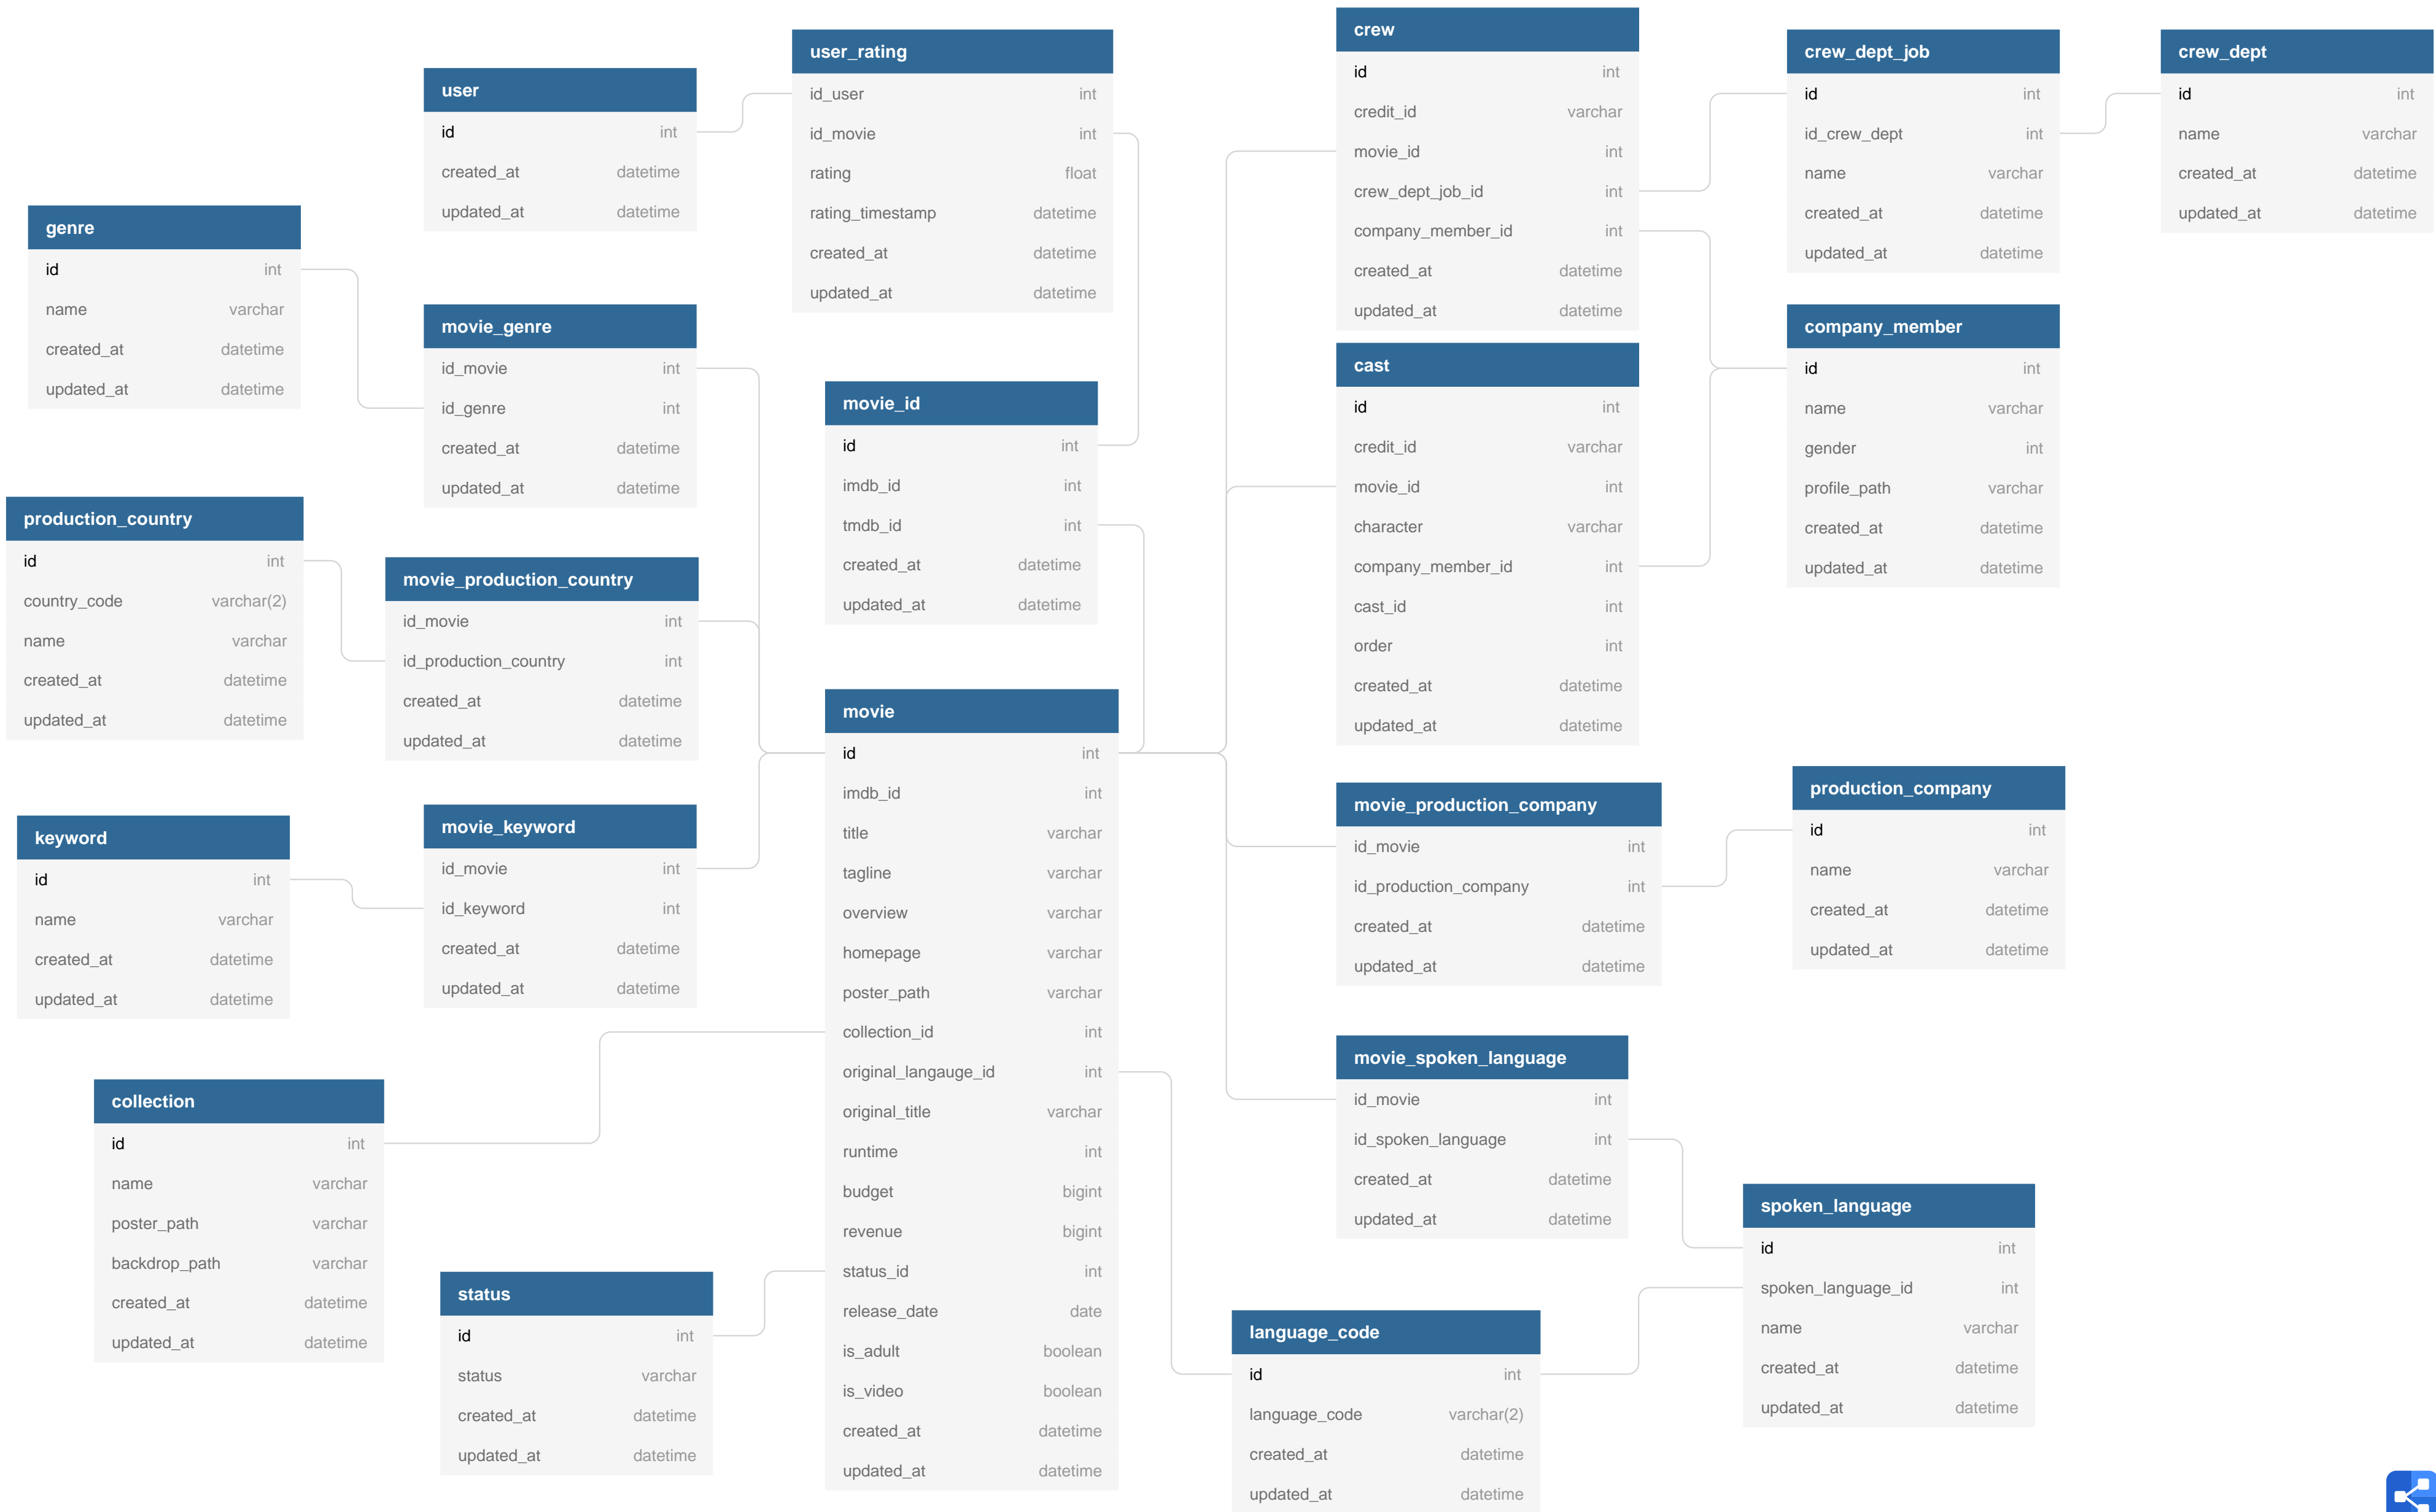 crew
id int
credit_id varchar
movie_id int
crew_dept_job_id int
company_member_id int
created_at datetime
updated_at datetime
user_rating
id_user int
id_movie int
rating float
rating_timestamp datetime
created_at datetime
updated_at datetime
crew_dept_job
id int
id_crew_dept int
name varchar
created_at datetime
updated_at datetime
crew_dept
id int
name varchar
created_at datetime
updated_at datetime
user
id int
created_at datetime
updated_at datetime
genre
id int
name varchar
created_at datetime
updated_at datetime
movie_genre
id_movie int
id_genre int
created_at datetime
updated_at datetime
company_member
id int
name varchar
gender int
profile_path varchar
created_at datetime
updated_at datetime
cast
id int
credit_id varchar
movie_id int
character varchar
company_member_id int
cast_id int
order int
created_at datetime
updated_at datetime
movie_id
id int
imdb_id int
tmdb_id int
created_at datetime
updated_at datetime
production_country
id int
country_code varchar(2)
name varchar
created_at datetime
updated_at datetime
movie_production_country
id_movie int
id_production_country int
created_at datetime
updated_at datetime
movie
id int
imdb_id int
title varchar
tagline varchar
overview varchar
homepage varchar
poster_path varchar
collection_id int
original_langauge_id int
original_title varchar
runtime int
budget bigint
revenue bigint
status_id int
release_date date
is_adult boolean
is_video boolean
created_at datetime
updated_at datetime
production_company
id int
name varchar
created_at datetime
updated_at datetime
movie_production_company
id_movie int
id_production_company int
created_at datetime
updated_at datetime
movie_keyword
id_movie int
id_keyword int
created_at datetime
updated_at datetime
keyword
id int
name varchar
created_at datetime
updated_at datetime
movie_spoken_language
id_movie int
id_spoken_language int
created_at datetime
updated_at datetime
collection
id int
name varchar
poster_path varchar
backdrop_path varchar
created_at datetime
updated_at datetime
spoken_language
id int
spoken_language_id int
name varchar
created_at datetime
updated_at datetime
status
id int
status varchar
created_at datetime
updated_at datetime
language_code
id int
language_code varchar(2)
created_at datetime
updated_at datetime